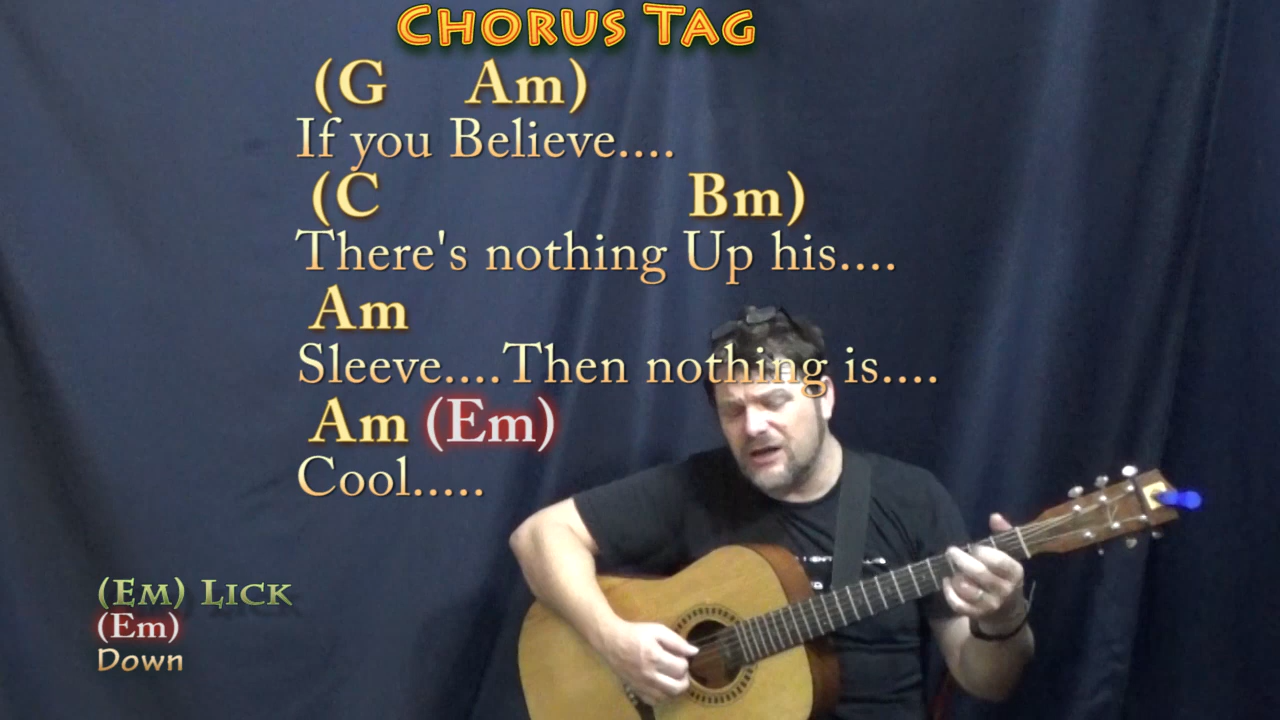 Chorus Tag
(G Am)
If you Believe....
(C Bm)
There's nothing Up his....
Am
Sleeve....Then nothing is....
Am (Em)
Cool.....
(Em) Lick
(Em)
Down